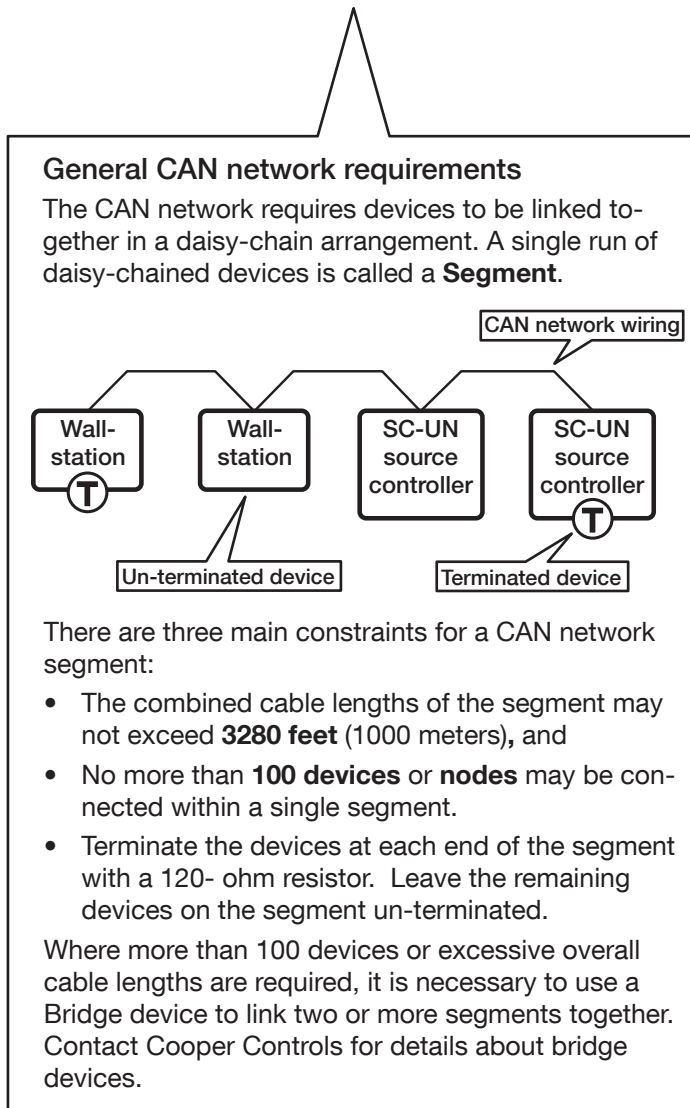 General CAN network requirements
The CAN network requires devices to be linked to-
gether in a daisy-chain arrangement. A single run of
daisy-chained devices is called a Segment.
CAN network wiring
Wall-
station
T
Wall-
station
SC-UN
source
controller
SC-UN
source
controller
T
Un-terminated device
Terminated device
There are three main constraints for a CAN network
segment:
• The combined cable lengths of the segment may
not exceed 3280 feet (1000 meters), and
• No more than 100 devices or nodes may be con-
nected within a single segment.
• Terminate the devices at each end of the segment
with a 120- ohm resistor.  Leave the remaining
devices on the segment un-terminated.
Where more than 100 devices or excessive overall
cable lengths are required, it is necessary to use a
Bridge device to link two or more segments together.
Contact Cooper Controls for details about bridge
devices.